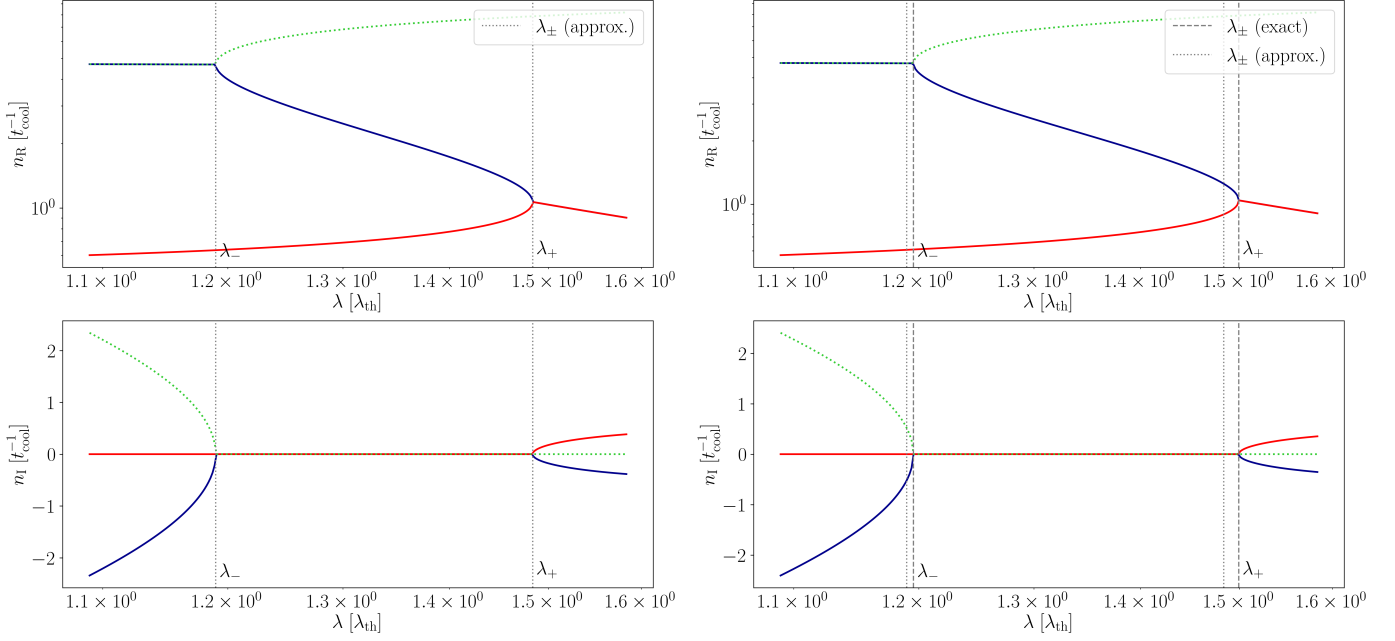 λ± (approx.)
n_R [t_cool^{-1}]
10^0
λ−
λ+
1.1 × 10^0
1.2 × 10^0
1.3 × 10^0
1.4 × 10^0
1.5 × 10^0
1.6 × 10^0
λ [λ_th]
λ± (exact)
λ± (approx.)
n_R [t_cool^{-1}]
10^0
λ−
λ+
1.1 × 10^0
1.2 × 10^0
1.3 × 10^0
1.4 × 10^0
1.5 × 10^0
1.6 × 10^0
λ [λ_th]
n_I [t_cool^{-1}]
2
1
0
−1
−2
λ−
λ+
1.1 × 10^0
1.2 × 10^0
1.3 × 10^0
1.4 × 10^0
1.5 × 10^0
1.6 × 10^0
λ [λ_th]
n_I [t_cool^{-1}]
2
1
0
−1
−2
λ−
λ+
1.1 × 10^0
1.2 × 10^0
1.3 × 10^0
1.4 × 10^0
1.5 × 10^0
1.6 × 10^0
λ [λ_th]